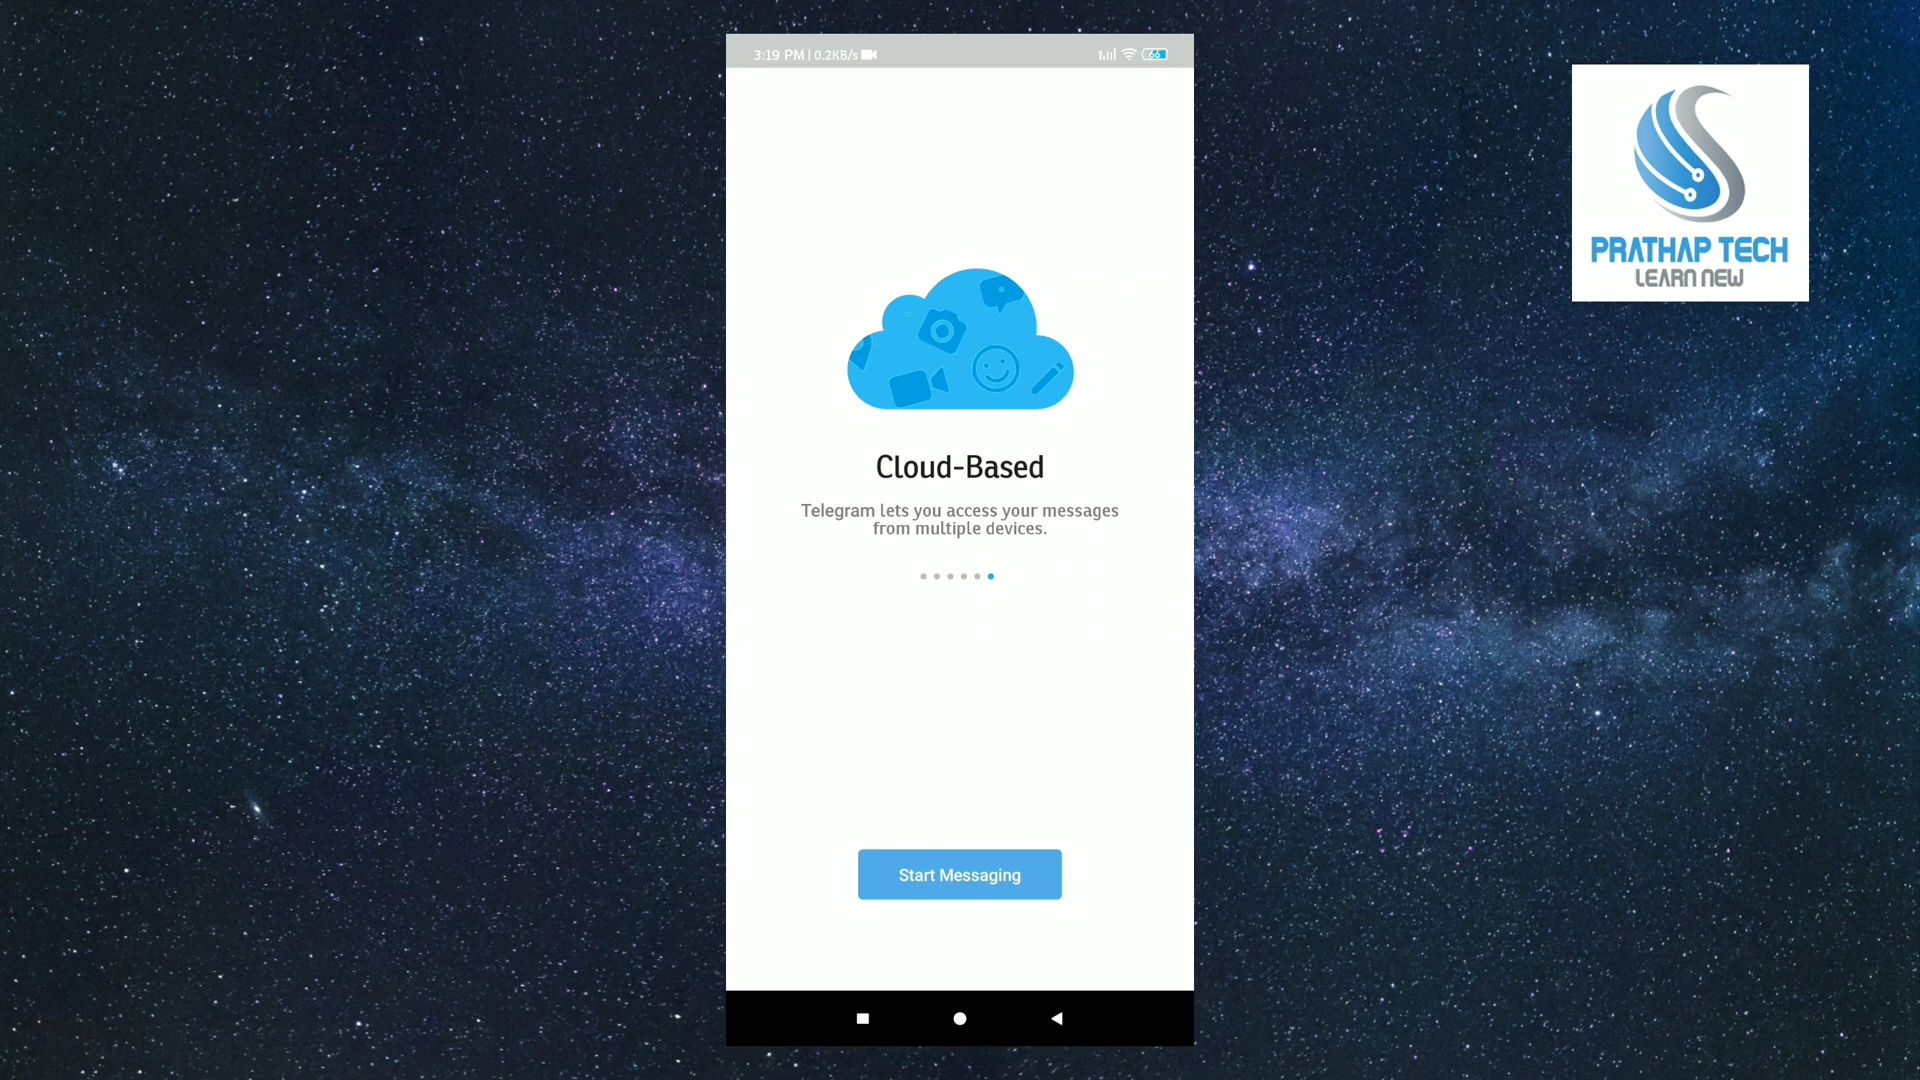 3:19 PM | 0.2KB/s
66
PRATHAP TECH
LEARN NEW
Cloud-Based
Telegram lets you access your messages
from multiple devices.
Start Messaging